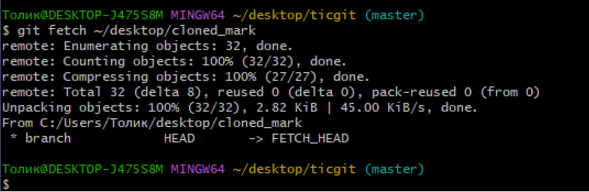 Толик@DESKTOP-J475S8M MINGW64 ~/desktop/ticgit (master)
$ git fetch ~/desktop/cloned_mark
remote: Enumerating objects: 32, done.
remote: Counting objects: 100% (32/32), done.
remote: Compressing objects: 100% (27/27), done.
remote: Total 32 (delta 8), reused 0 (delta 0), pack-reused 0 (from 0)
Unpacking objects: 100% (32/32), 2.82 KiB | 45.00 KiB/s, done.
From C:/Users/Толик/desktop/cloned_mark
 * branch            HEAD       -> FETCH_HEAD
Толик@DESKTOP-J475S8M MINGW64 ~/desktop/ticgit (master)
$